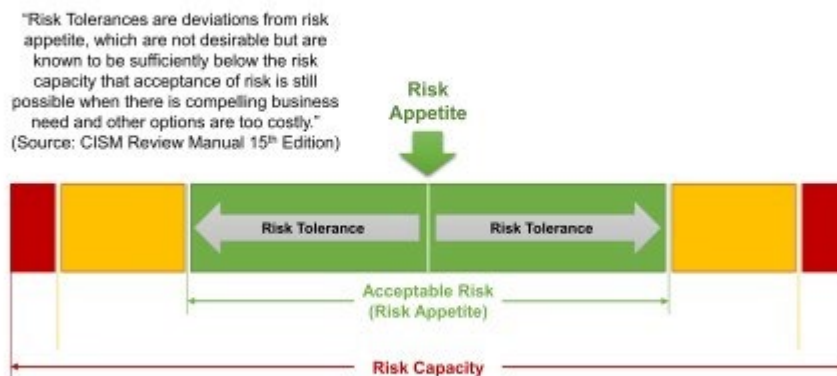 “Risk Tolerances are deviations from risk
appetite, which are not desirable but are
known to be sufficiently below the risk
capacity that acceptance of risk is still
possible when there is compelling business
need and other options are too costly.”
(Source: CISM Review Manual 15th Edition)
Risk
Appetite
Risk Tolerance
Risk Tolerance
Acceptable Risk
(Risk Appetite)
Risk Capacity